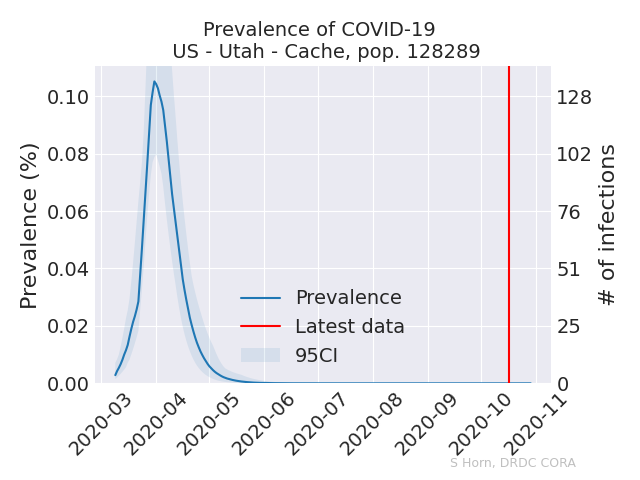 Prevalence of COVID-19
US - Utah - Cache, pop. 128289
Prevalence (%)
0.10
0.08
0.06
0.04
0.02
0.00
128
102
76
51
25
0
# of infections
Prevalence
Latest data
95CI
2020-03
2020-04
2020-05
2020-06
2020-07
2020-08
2020-09
2020-10
2020-11
S Horn, DRDC CORA